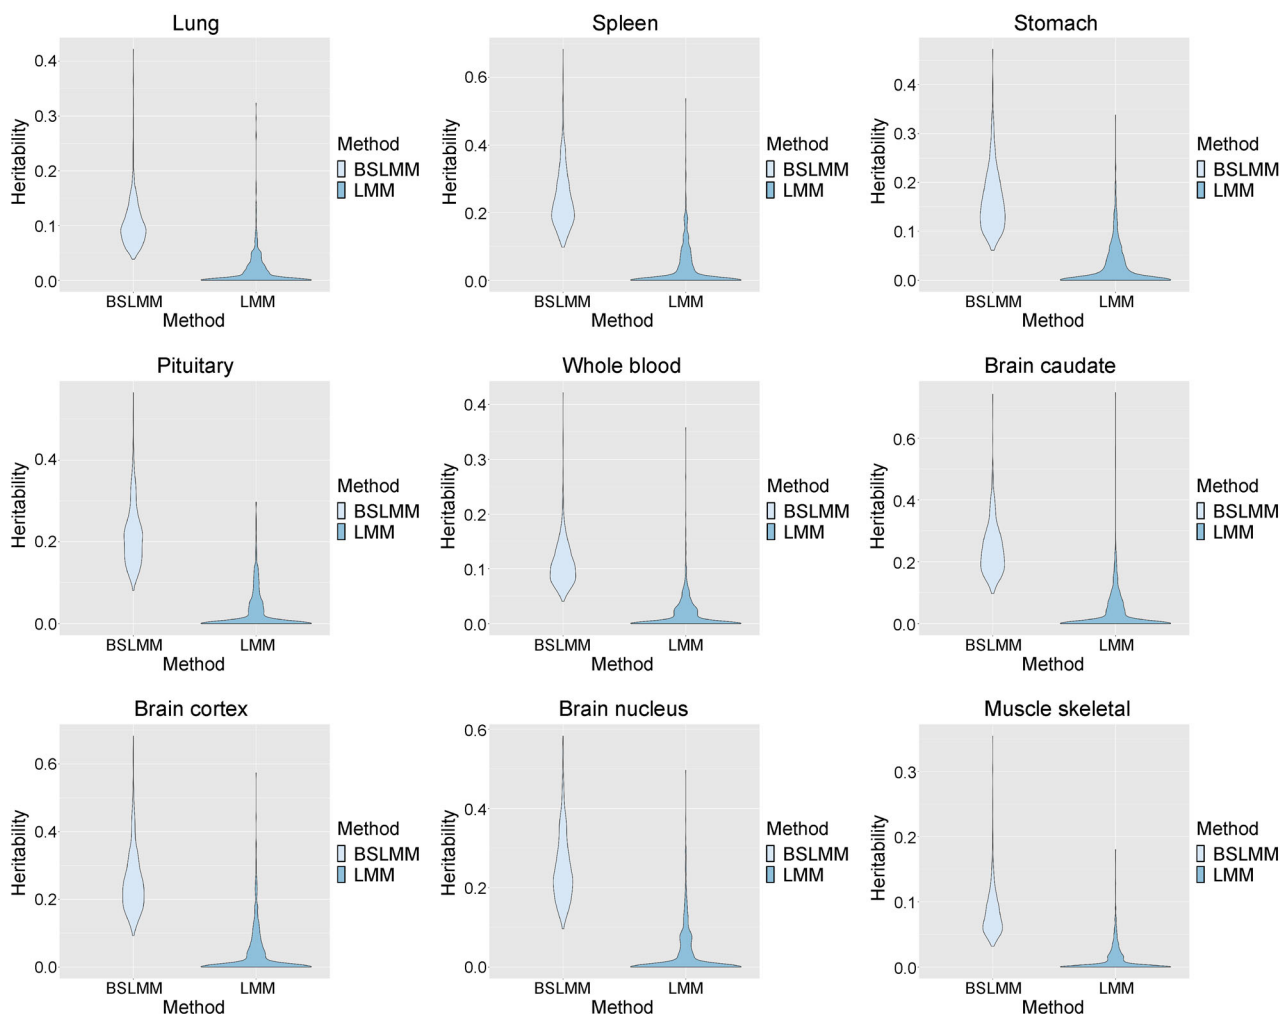 Lung
Heritability
0.4
0.3
0.2
0.1
0.0
BSLMM LMM
Method
Method
BSLMM
LMM
Spleen
Heritability
0.6
0.4
0.2
0.0
BSLMM LMM
Method
Method
BSLMM
LMM
Stomach
Heritability
0.4
0.3
0.2
0.1
0.0
BSLMM LMM
Method
Method
BSLMM
LMM
Pituitary
Heritability
0.4
0.2
0.0
BSLMM LMM
Method
Method
BSLMM
LMM
Whole blood
Heritability
0.4
0.3
0.2
0.1
0.0
BSLMM LMM
Method
Method
BSLMM
LMM
Brain caudate
Heritability
0.6
0.4
0.2
0.0
BSLMM LMM
Method
Method
BSLMM
LMM
Brain cortex
Heritability
0.6
0.4
0.2
0.0
BSLMM LMM
Method
Method
BSLMM
LMM
Brain nucleus
Heritability
0.6
0.4
0.2
0.0
BSLMM LMM
Method
Method
BSLMM
LMM
Muscle skeletal
Heritability
0.3
0.2
0.1
0.0
BSLMM LMM
Method
Method
BSLMM
LMM